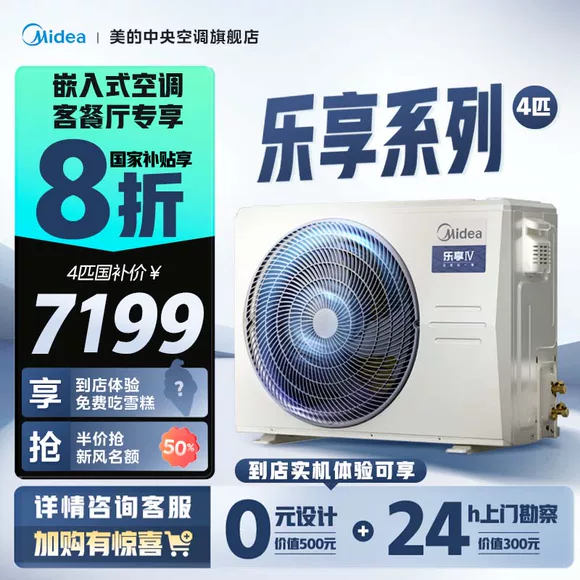 Midea | 美的中央空调旗舰店
嵌入式空调
客餐厅专享
国家补贴享
8折
4匹国补价¥
7199
享 到店体验
免费吃雪糕
?
抢 半价抢
新风名额
50%
乐享系列
4匹
Midea
乐享Ⅳ
到店实机体验可享
详情咨询客服
加购有惊喜
0元设计
价值500元
+
24h上门勘察
价值300元